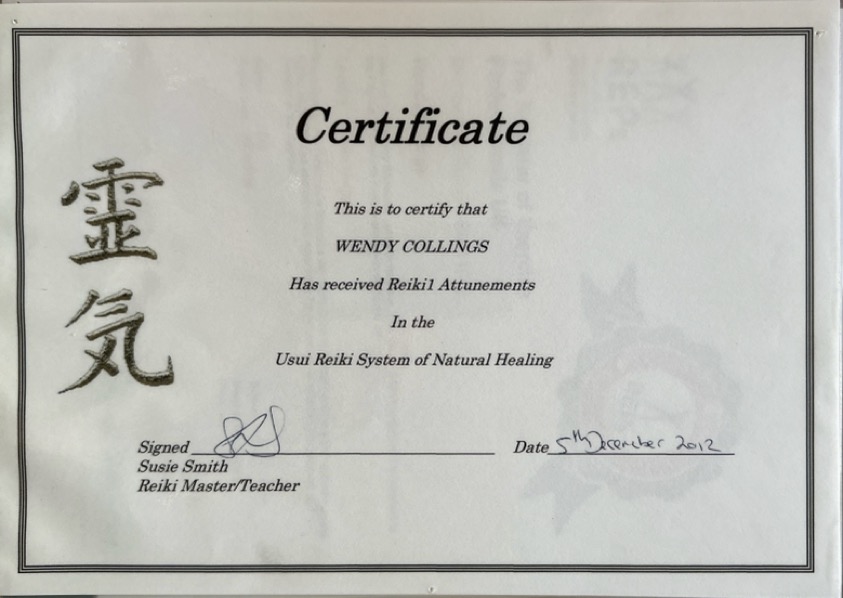 Certificate
靈
気
This is to certify that
WENDY COLLINGS
Has received Reiki1 Attunements
In the
Usui Reiki System of Natural Healing
Signed
Date 5th December 2012
Susie Smith
Reiki Master/Teacher